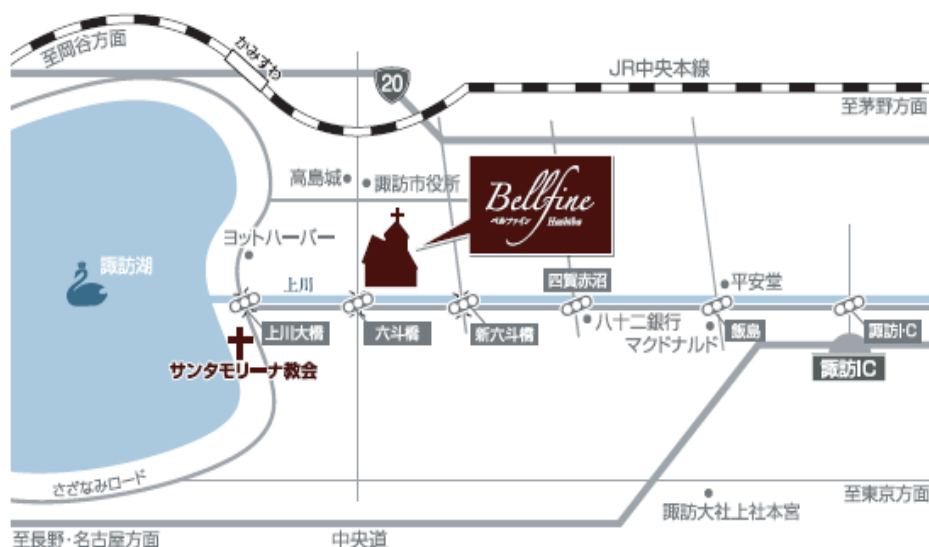 至岡谷方面
かみすわ
20
JR中央本線
至茅野方面
高島城
諏訪市役所
Bellfine
ベルファイン
ヨットハーバー
諏訪湖
上川
四賀赤沼
平安堂
上川大橋
六斗橋
新六斗橋
八十二銀行
マクドナルド
飯島
諏訪I・C
サンタモリーナ教会
諏訪IC
さざなみロード
至東京方面
諏訪大社上社本宮
至長野・名古屋方面
中央道